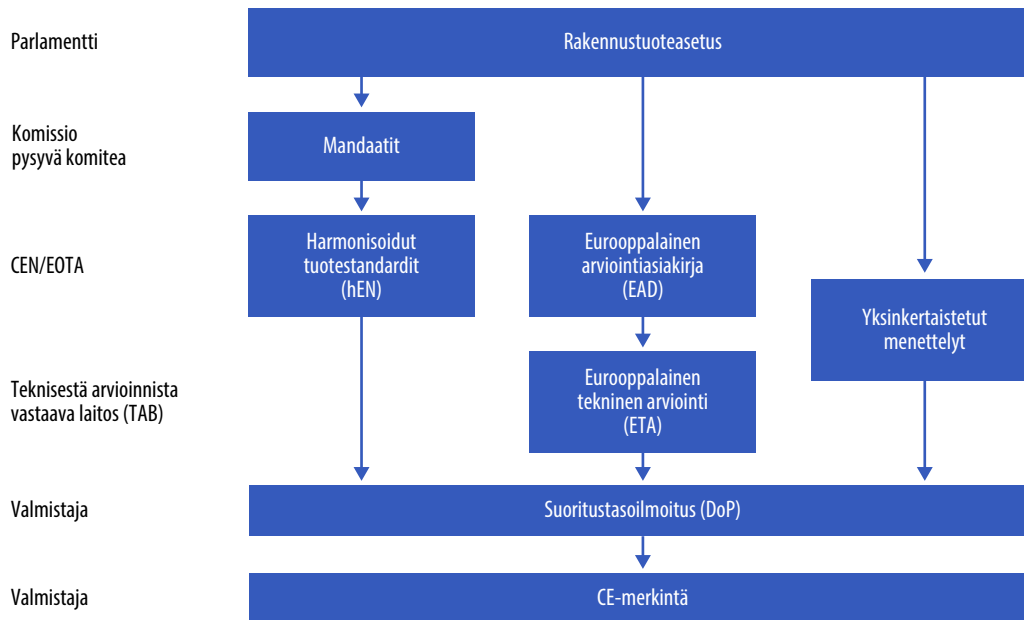 Parlamentti
Rakennustuoteasetus
Komissio
pysyvä komitea
Mandaatit
CEN/EOTA
Harmonisoidut
tuotestandardit
(hEN)
Eurooppalainen
arviointiasiakirja
(EAD)
Yksinkertaistetut
menettelyt
Teknisestä arvioinnista
vastaava laitos (TAB)
Eurooppalainen
tekninen arviointi
(ETA)
Valmistaja
Suoritustasoilmoitus (DoP)
Valmistaja
CE-merkintä